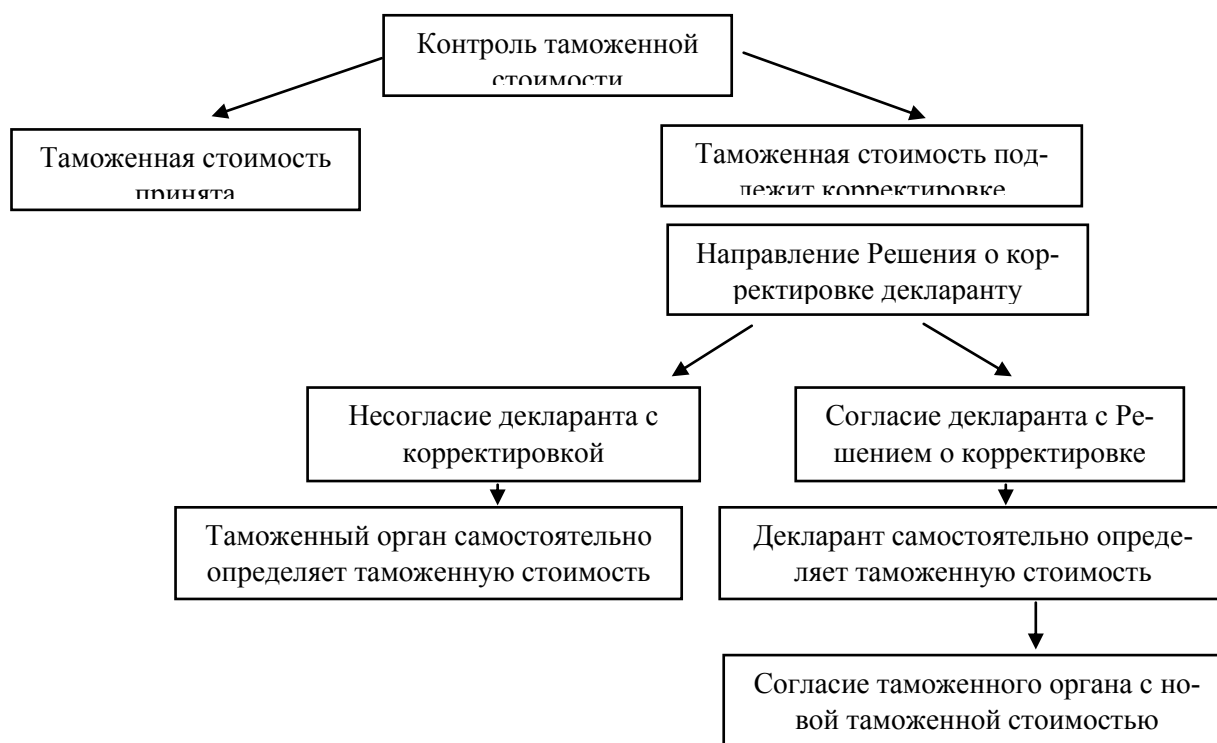 Контроль таможенной
стоимости
Таможенная стоимость
принята
Таможенная стоимость под-
лежит корректировке
Направление Решения о кор-
ректировке декларанту
Несогласие декларанта с
корректировкой
Согласие декларанта с Ре-
шением о корректировке
Таможенный орган самостоятельно
определяет таможенную стоимость
Декларант самостоятельно опреде-
ляет таможенную стоимость
Согласие таможенного органа с но-
вой таможенной стоимостью